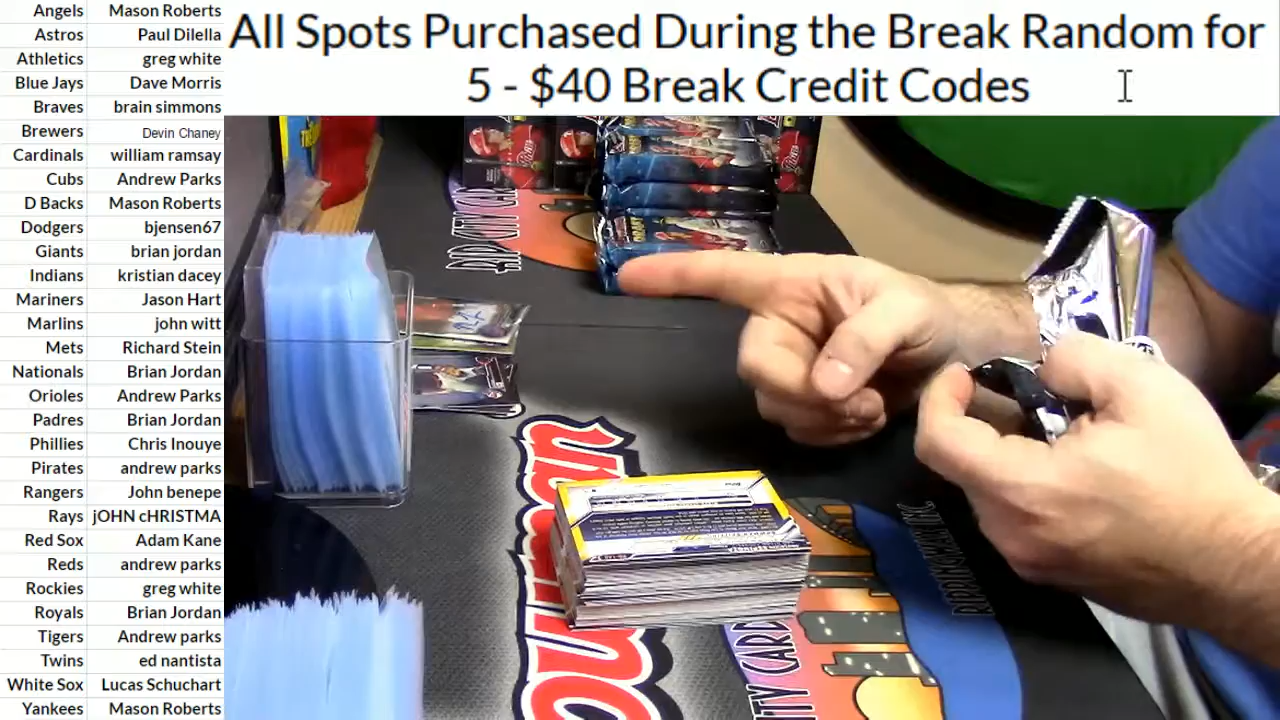 All Spots Purchased During the Break Random for
5 - $40 Break Credit Codes
Angels Mason Roberts
Astros Paul Dilella
Athletics greg white
Blue Jays Dave Morris
Braves brain simmons
Brewers Devin Chaney
Cardinals william ramsay
Cubs Andrew Parks
D Backs Mason Roberts
Dodgers bjensen67
Giants brian jordan
Indians kristian dacey
Mariners Jason Hart
Marlins john witt
Mets Richard Stein
Nationals Brian Jordan
Orioles Andrew Parks
Padres Brian Jordan
Phillies Chris Inouye
Pirates andrew parks
Rangers John benepe
Rays jOHN cHRISTMA
Red Sox Adam Kane
Reds andrew parks
Rockies greg white
Royals Brian Jordan
Tigers Andrew parks
Twins ed nantista
White Sox Lucas Schuchart
Yankees Mason Roberts
RIP CITY CA
ITY CARD